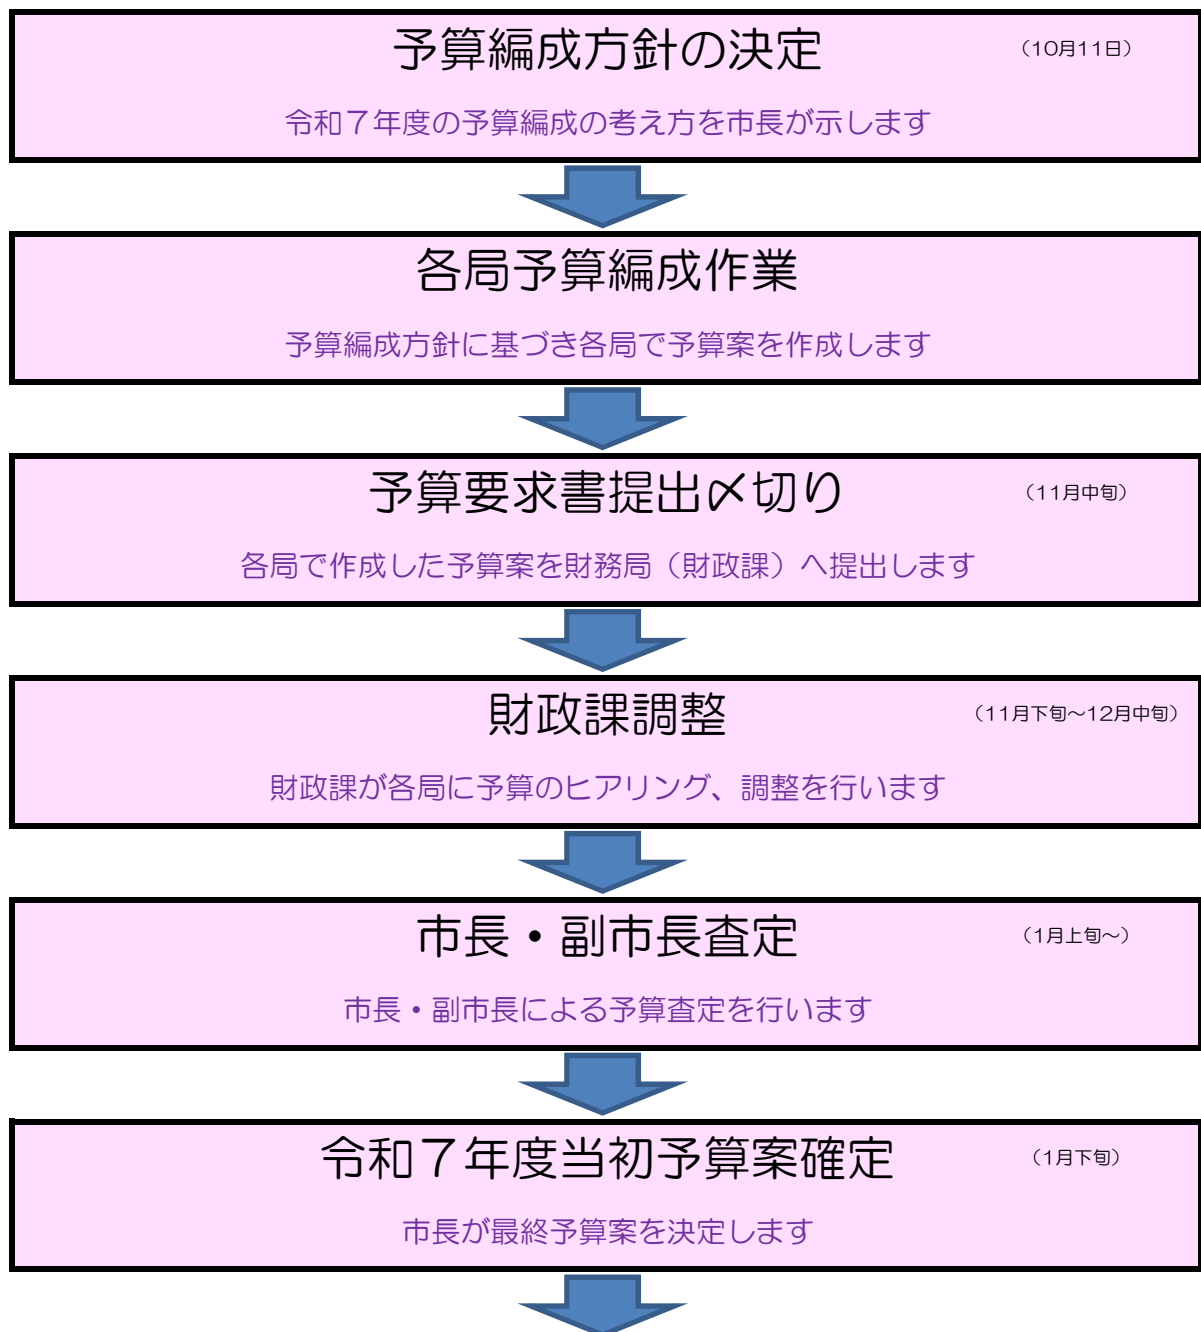 予算編成方針の決定 （10月11日）
令和７年度の予算編成の考え方を市長が示します
各局予算編成作業
予算編成方針に基づき各局で予算案を作成します
予算要求書提出〆切り （11月中旬）
各局で作成した予算案を財務局（財政課）へ提出します
財政課調整 （11月下旬～12月中旬）
財政課が各局に予算のヒアリング、調整を行います
市長・副市長査定 （1月上旬～）
市長・副市長による予算査定を行います
令和７年度当初予算案確定 （1月下旬）
市長が最終予算案を決定します